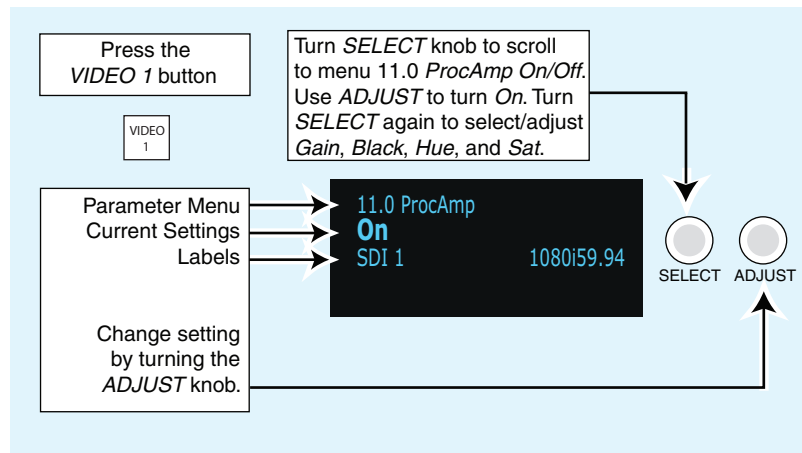 Press the
VIDEO 1 button
VIDEO
1
Turn SELECT knob to scroll
to menu 11.0 ProcAmp On/Off.
Use ADJUST to turn On. Turn
SELECT again to select/adjust
Gain, Black, Hue, and Sat.
Parameter Menu
Current Settings
Labels
Change setting
by turning the
ADJUST knob.
11.0 ProcAmp
On
SDI 1 1080i59.94
SELECT ADJUST